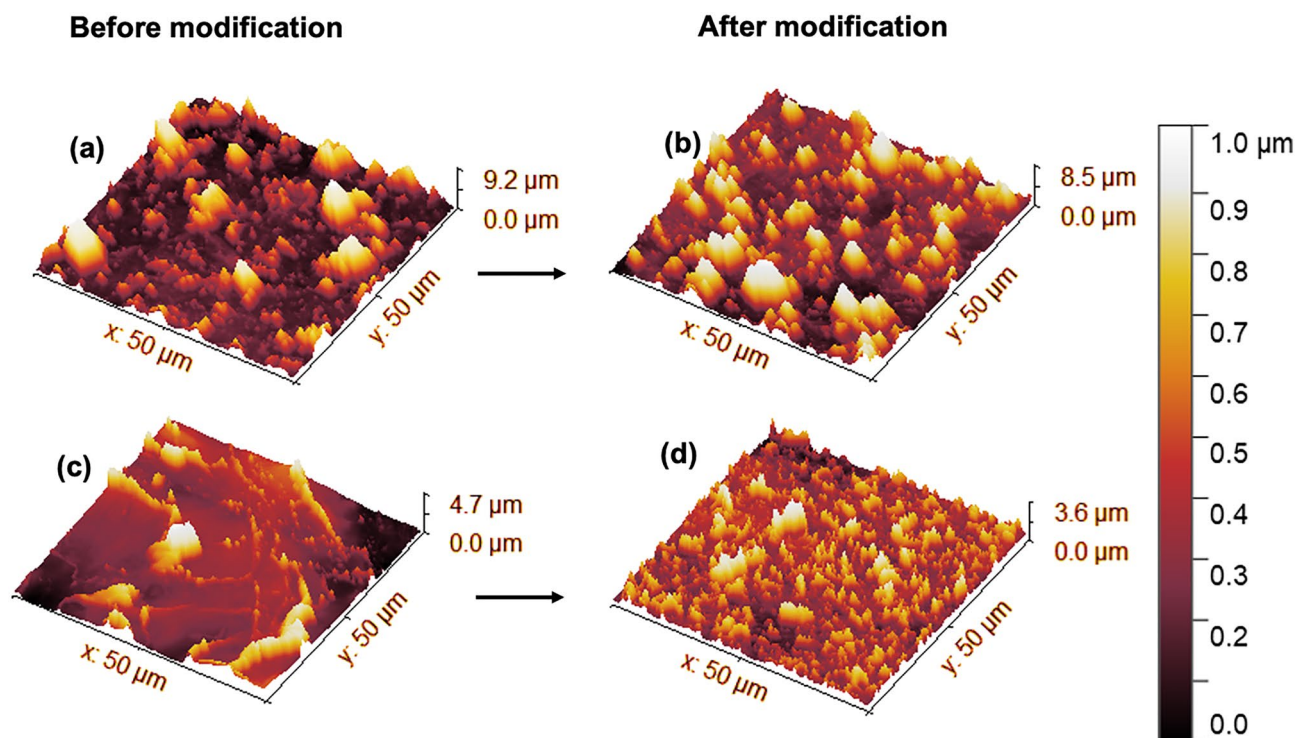 Before modification
After modification
(a)
9.2 µm
0.0 µm
x: 50 µm
y: 50 µm
(b)
8.5 µm
0.0 µm
x: 50 µm
y: 50 µm
(c)
4.7 µm
0.0 µm
x: 50 µm
y: 50 µm
(d)
3.6 µm
0.0 µm
x: 50 µm
y: 50 µm
1.0 µm
0.9
0.8
0.7
0.6
0.5
0.4
0.3
0.2
0.0